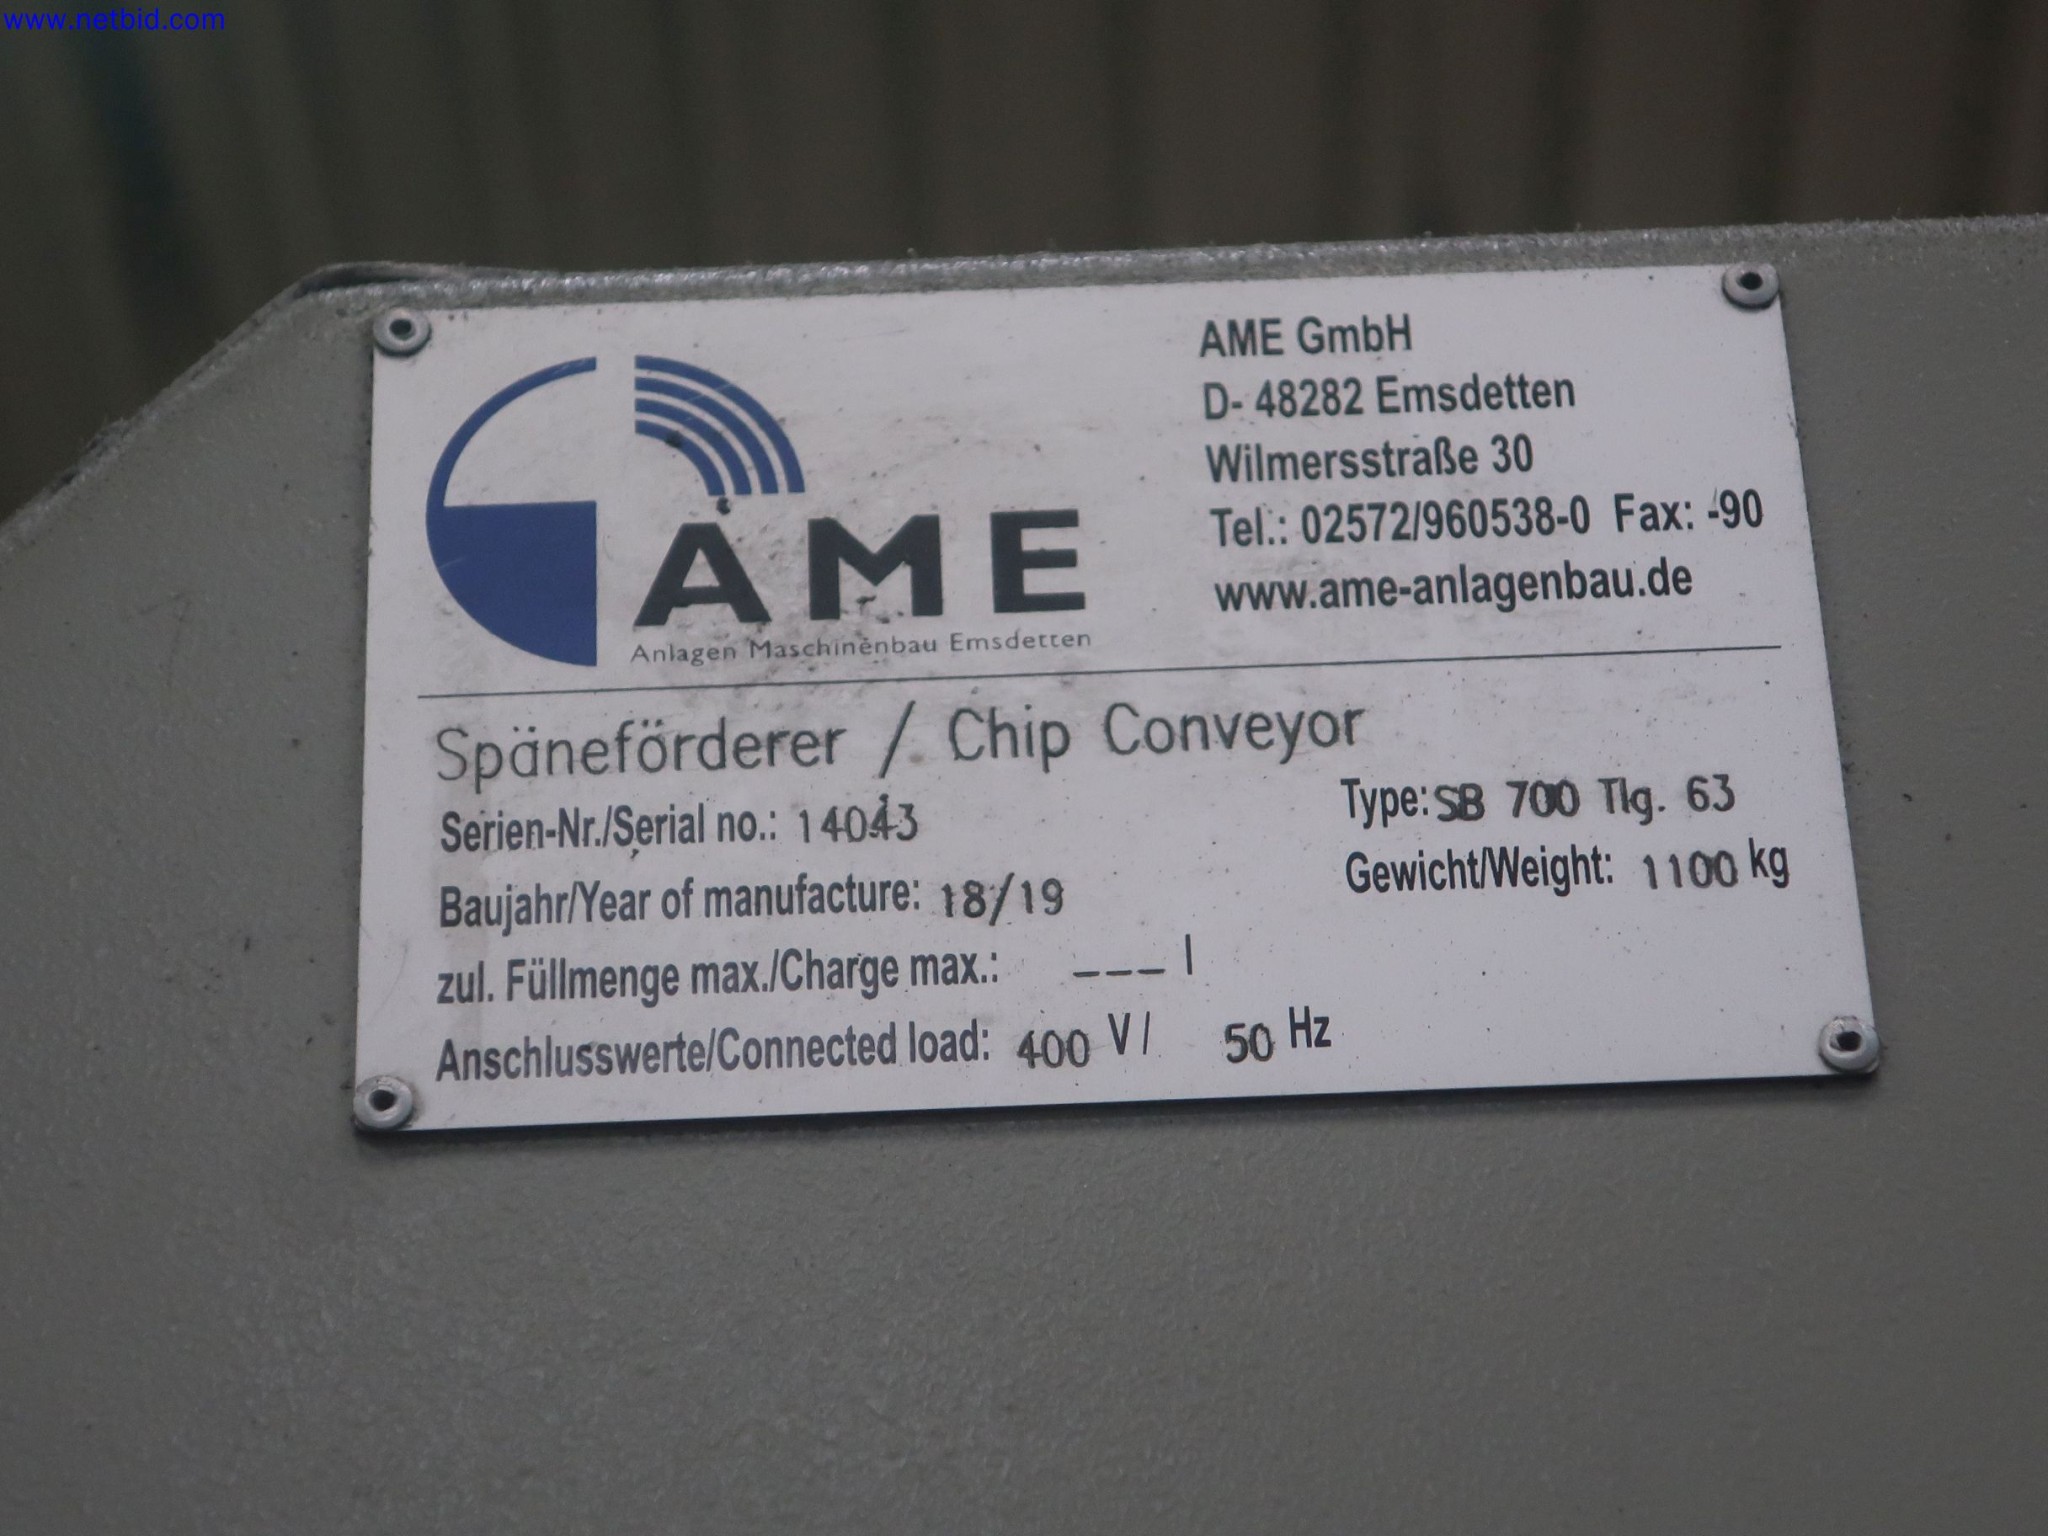 www.netbid.com
AME
Anlagen Maschinenbau Emsdetten
AME GmbH
D- 48282 Emsdetten
Wilmersstraße 30
Tel.: 02572/960538-0 Fax: -90
www.ame-anlagenbau.de
Späneförderer / Chip Conveyor
Serien-Nr./Serial no.: 14043
Type: SB 700 Tlg. 63
Baujahr/Year of manufacture: 18/19
Gewicht/Weight: 1100 kg
zul. Füllmenge max./Charge max.: ___ l
Anschlusswerte/Connected load: 400 V / 50 Hz